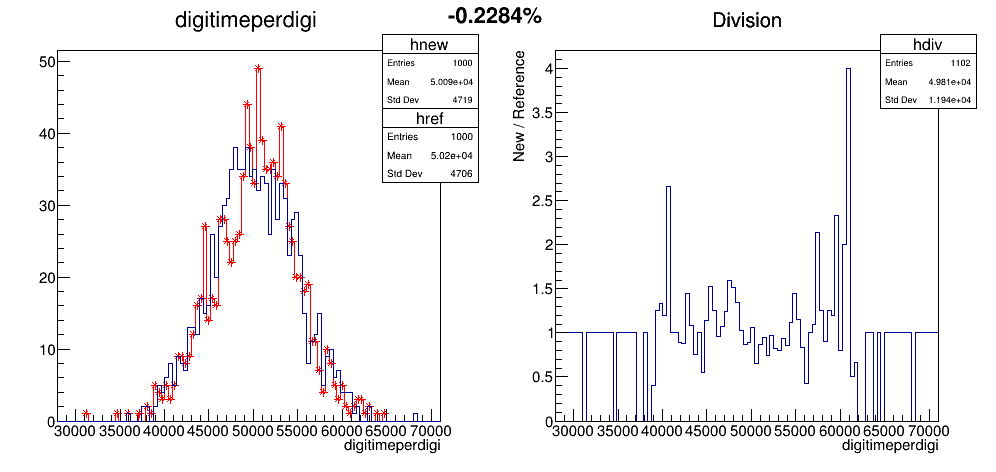 digitimeperdigi
-0.2284%
Division
hnew
Entries 1000
Mean 5.009e+04
Std Dev 4719
href
Entries 1000
Mean 5.02e+04
Std Dev 4706
50
40
30
20
10
0
30000 35000 40000 45000 50000 55000 60000 65000 70000
digitimeperdigi
hdiv
Entries 1102
Mean 4.981e+04
Std Dev 1.194e+04
New / Reference
4
3.5
3
2.5
2
1.5
1
0.5
0
30000 35000 40000 45000 50000 55000 60000 65000 70000
digitimeperdigi